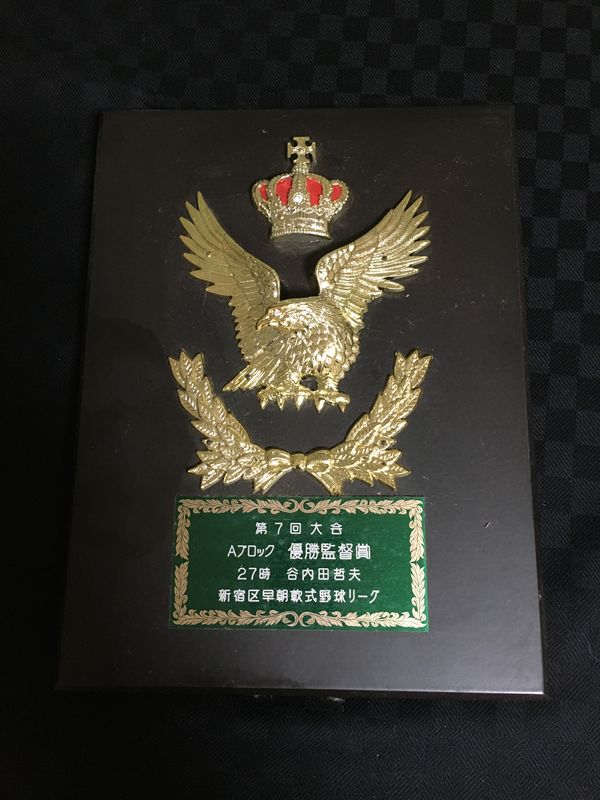 第7回大会
Aブロック 優勝監督賞
27時 谷内田哲夫
新宿区早朝軟式野球リーグ